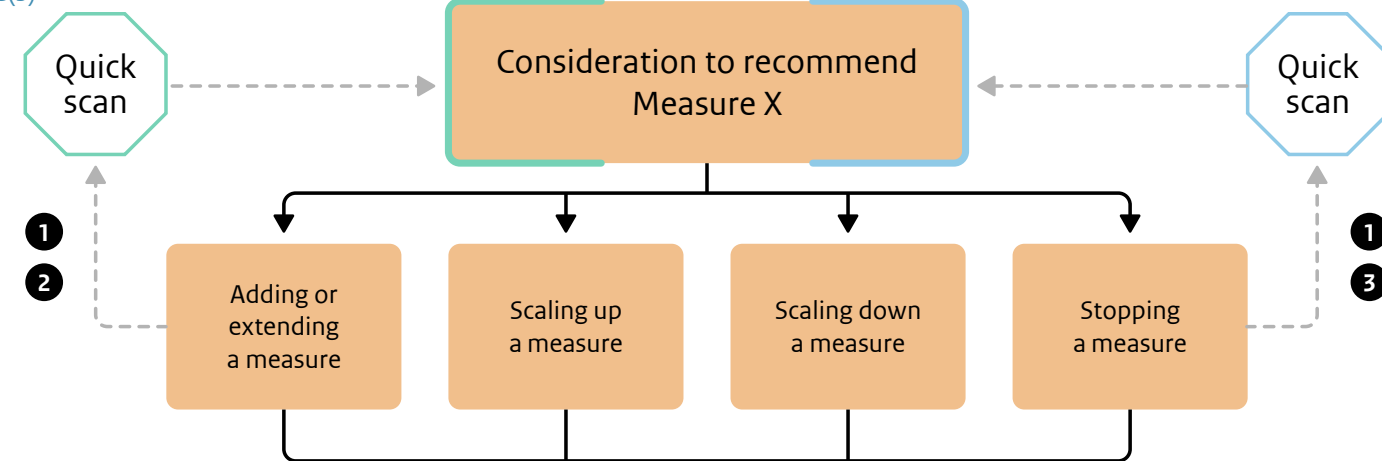 Quick
scan
Consideration to recommend
Measure X
Quick
scan
1
2
1
3
Adding or
extending
a measure
Scaling up
a measure
Scaling down
a measure
Stopping
a measure